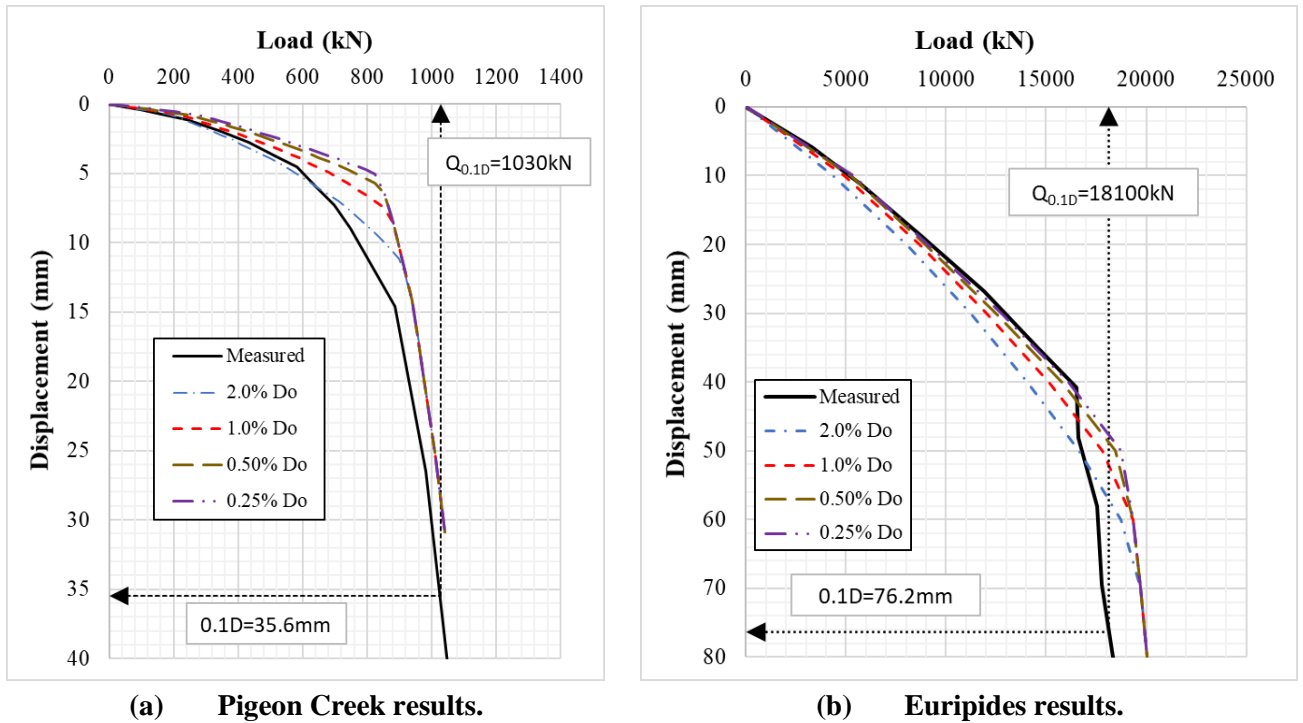 Load (kN)
0 200 400 600 800 1000 1200 1400
0
5
10
15
20
25
30
35
40
Displacement (mm)
Q0.1D=1030kN
Measured
2.0% Do
1.0% Do
0.50% Do
0.25% Do
0.1D=35.6mm
(a) Pigeon Creek results.
Load (kN)
0 5000 10000 15000 20000 25000
0
10
20
30
40
50
60
70
80
Displacement (mm)
Q0.1D=18100kN
Measured
2.0% Do
1.0% Do
0.50% Do
0.25% Do
0.1D=76.2mm
(b) Euripides results.